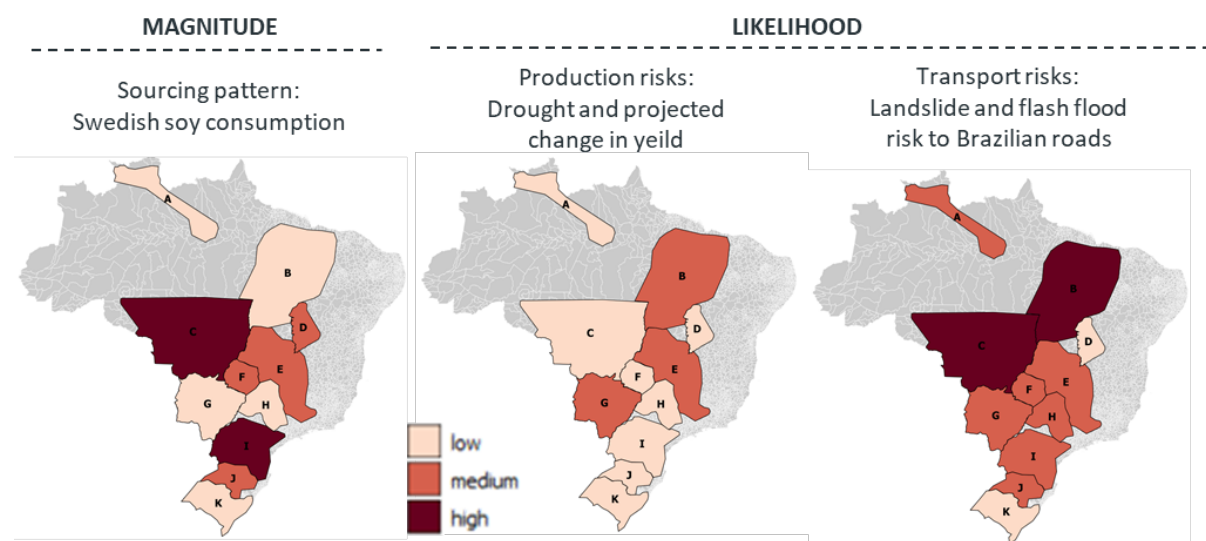 MAGNITUDE
LIKELIHOOD
Sourcing pattern:
Swedish soy consumption
Production risks:
Drought and projected
change in yeild
Transport risks:
Landslide and flash flood
risk to Brazilian roads
A
B
C
D
E
F
G
H
I
J
K
A
B
C
D
E
F
G
H
I
J
K
A
B
C
D
E
F
G
H
I
J
K
low
medium
high